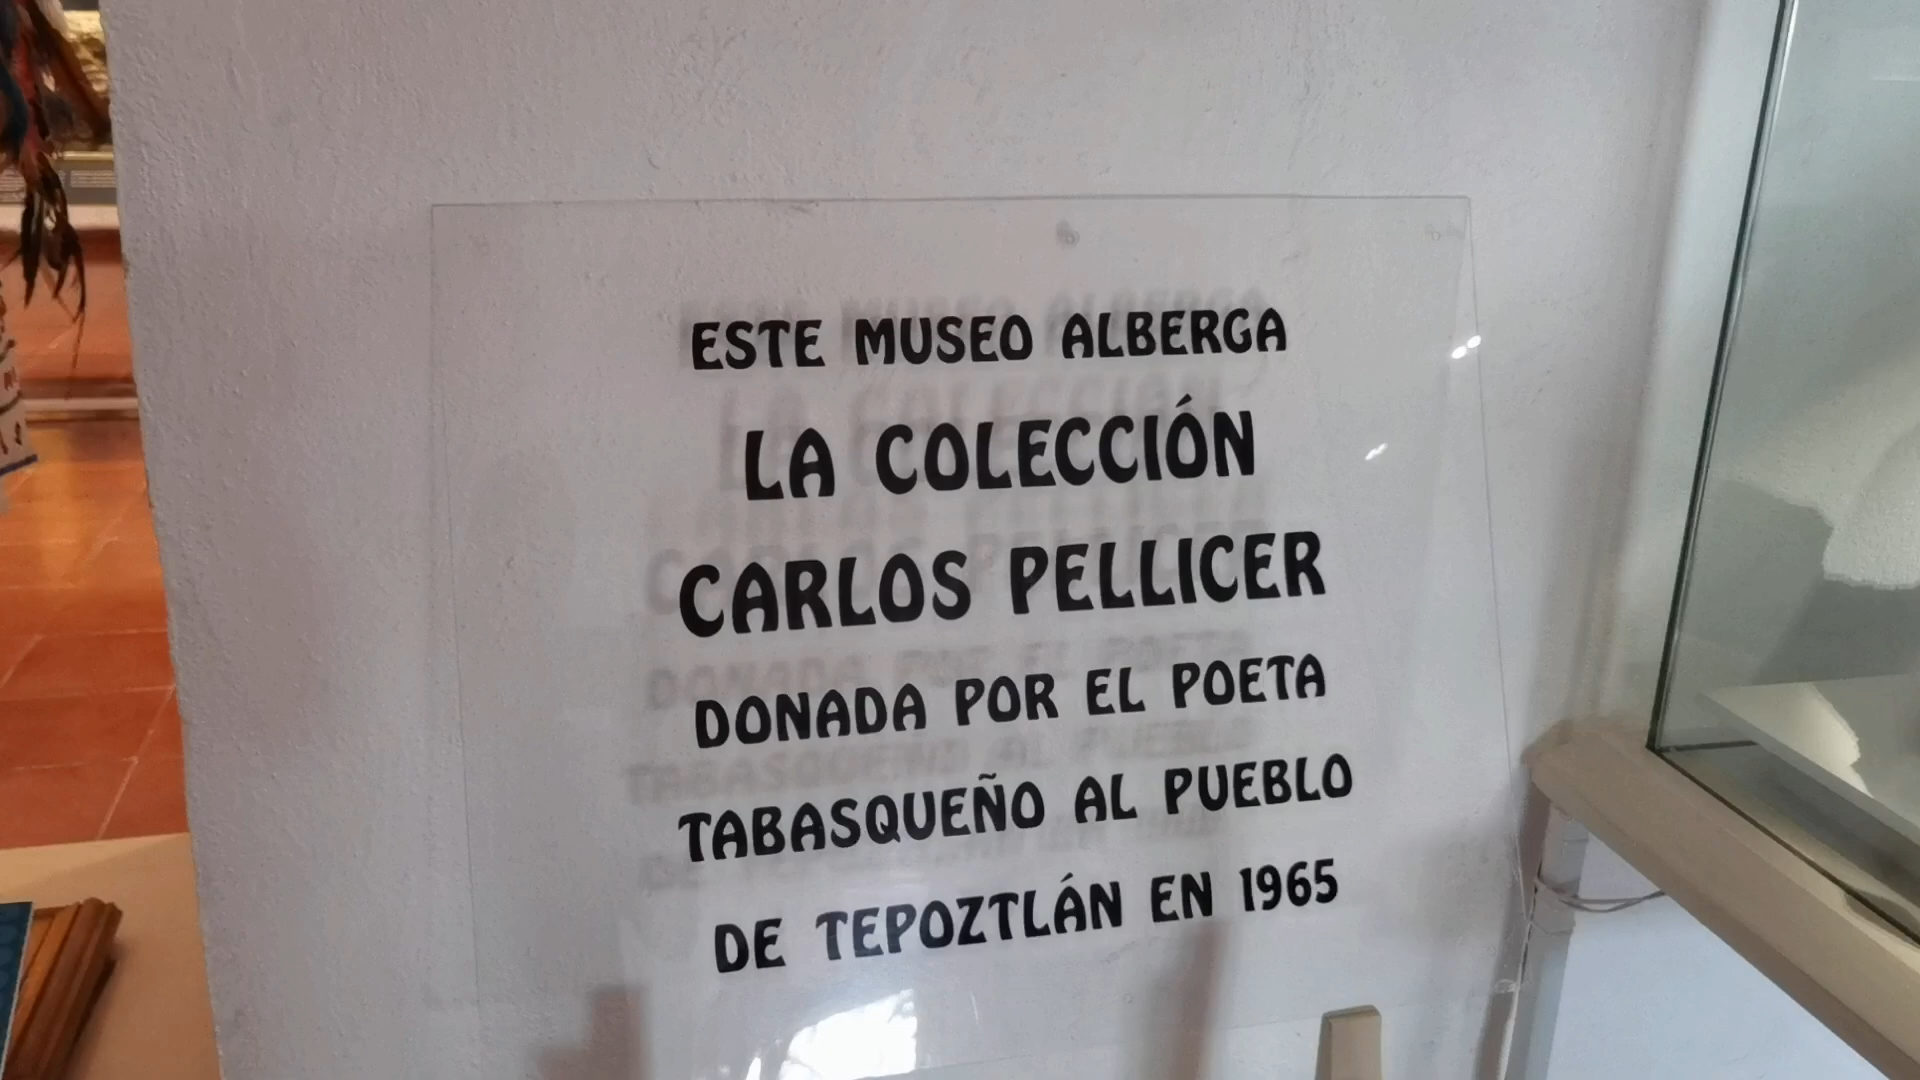 ESTE MUSEO ALBERGA
LA COLECCIÓN
CARLOS PELLICER
DONADA POR EL POETA
TABASQUEÑO AL PUEBLO
DE TEPOZTLÁN EN 1965